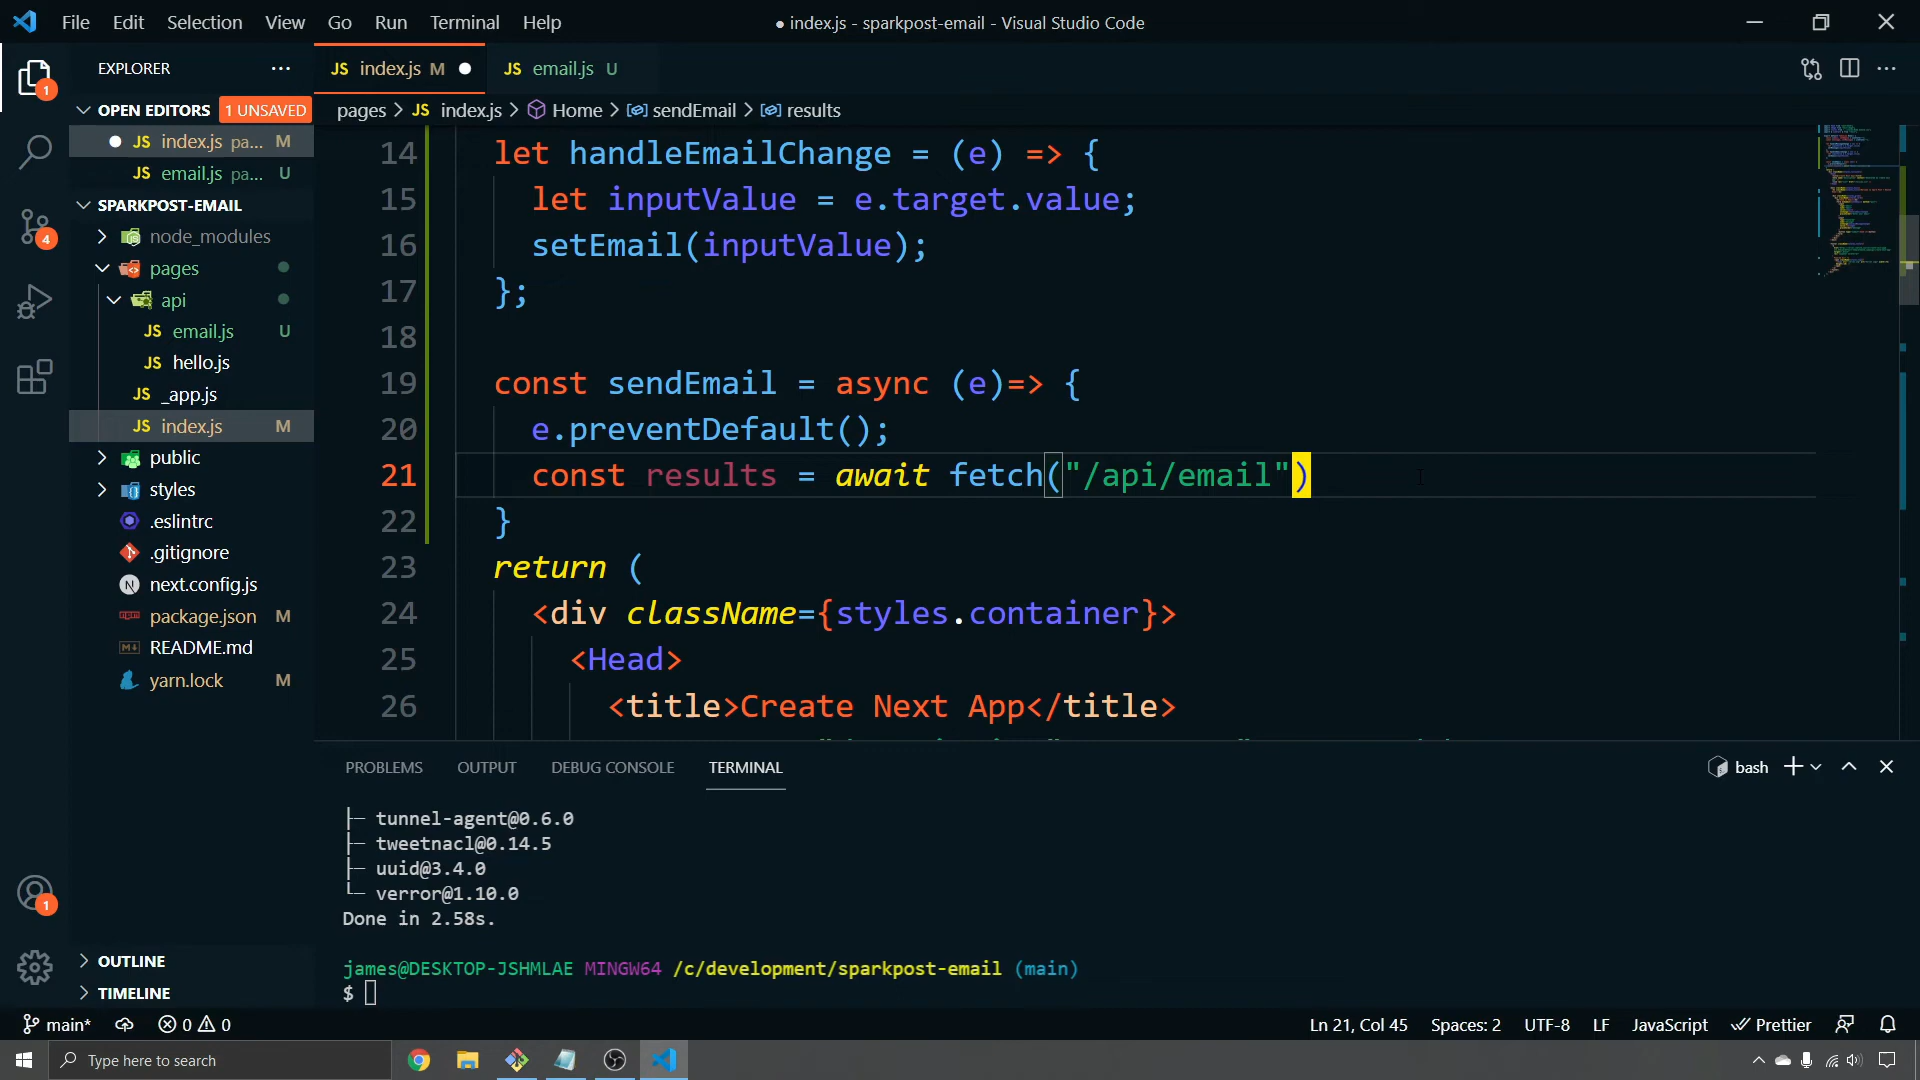 File Edit Selection View Go Run Terminal Help
● index.js - sparkpost-email - Visual Studio Code
EXPLORER
JS index.js M
JS email.js U
OPEN EDITORS 1 UNSAVED
pages > JS index.js > Home > sendEmail > results
JS index.js pa... M
JS email.js pa... U
SPARKPOST-EMAIL
node_modules
pages
api
JS email.js U
JS hello.js
JS _app.js
JS index.js M
public
styles
.eslintrc
.gitignore
N next.config.js
package.json M
README.md
yarn.lock M
OUTLINE
TIMELINE
1
4
1
14 let handleEmailChange = (e) => {
15 let inputValue = e.target.value;
16 setEmail(inputValue);
17 };
18
19 const sendEmail = async (e)=> {
20 e.preventDefault();
21 const results = await fetch("/api/email")
22 }
23 return (
24 <div className={styles.container}>
25 <Head>
26 <title>Create Next App</title>
PROBLEMS OUTPUT DEBUG CONSOLE TERMINAL
bash
├─ tunnel-agent@0.6.0
├─ tweetnacl@0.14.5
├─ uuid@3.4.0
└─ verror@1.10.0
Done in 2.58s.
james@DESKTOP-JSHMLAE MINGW64 /c/development/sparkpost-email (main)
$
main* 0 0
Ln 21, Col 45 Spaces: 2 UTF-8 LF JavaScript Prettier
Type here to search